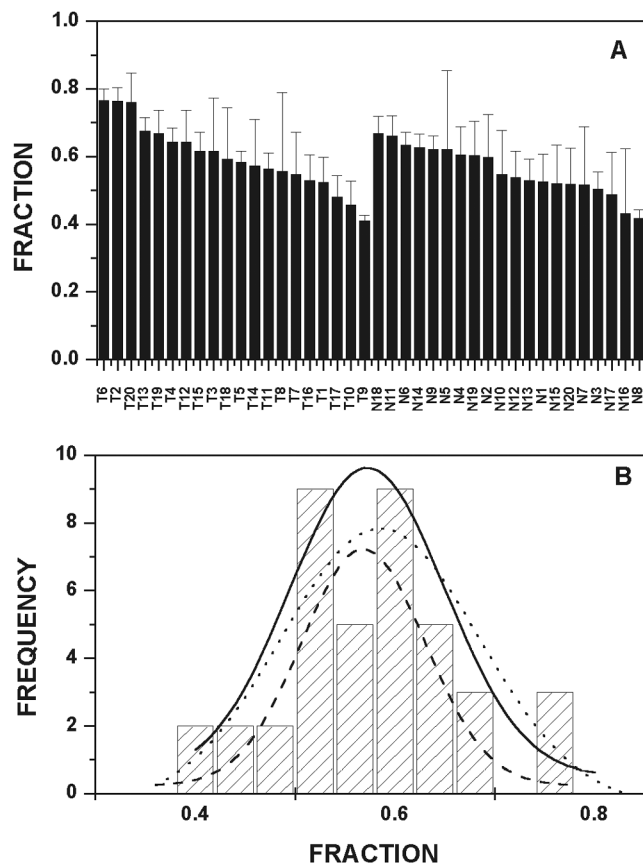 1.0
A
0.8
0.6
FRACTION
0.4
0.2
0.0
T6 T2 T20 T13 T19 T4 T12 T15 T3 T18 T5 T14 T11 T8 T7 T16 T1 T17 T10 T9 N18 N11 N6 N14 N9 N5 N4 N19 N2 N10 N12 N13 N1 N15 N20 N7 N3 N17 N16 N8
10
B
8
6
FREQUENCY
4
2
0
0.4 0.6 0.8
FRACTION